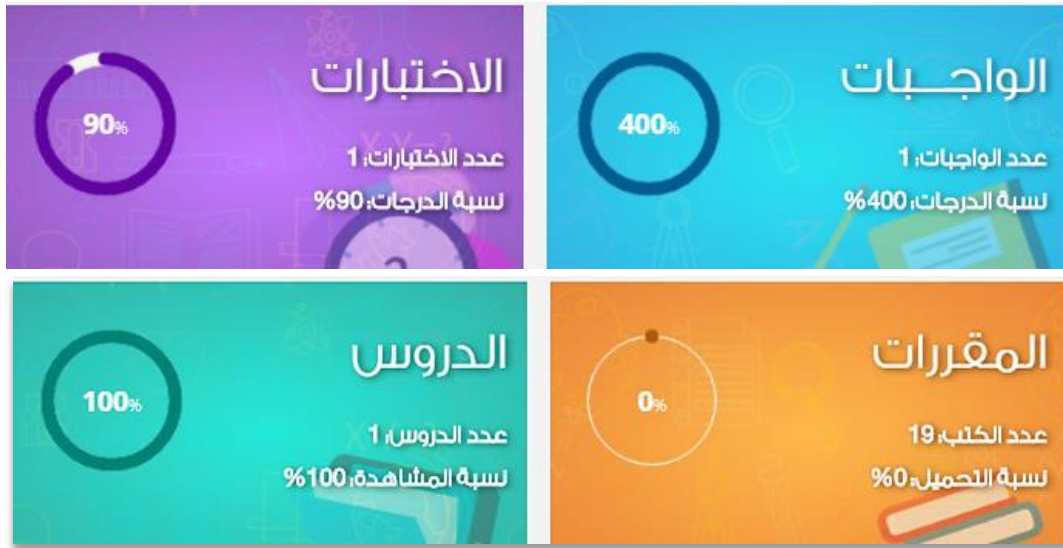 الواجـــبات
400%
عدد الواجبات: 1
نسبة الدرجات: 400%
الاختبارات
90%
عدد الاختبارات: 1
نسبة الدرجات: 90%
المقررات
0%
عدد الكتب: 19
نسبة التحميل: 0%
الدروس
100%
عدد الدروس: 1
نسبة المشاهدة: 100%